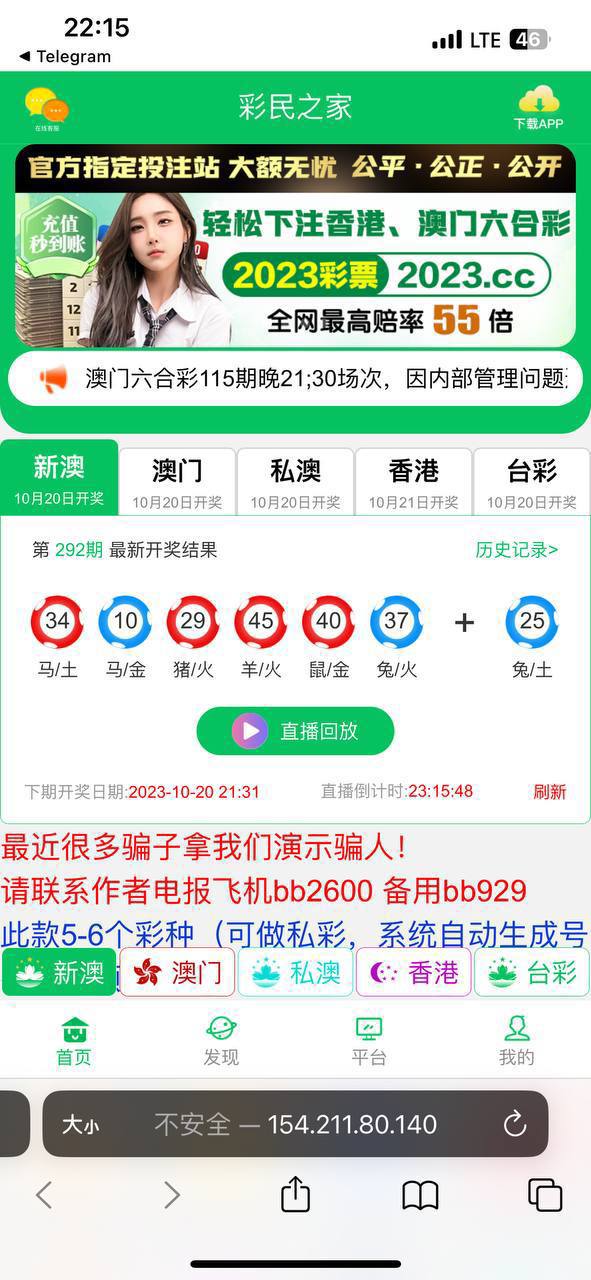 22:15
LTE 46
◀ Telegram
在线客服
彩民之家
下载APP
官方指定投注站 大额无忧 公平·公正·公开
充值
秒到账
轻松下注香港、澳门六合彩
2023彩票 2023.cc
全网最高赔率 55 倍
2
12
11
澳门六合彩115期晚21;30场次，因内部管理问题
新澳 澳门 私澳 香港 台彩
10月20日开奖 10月20日开奖 10月20日开奖 10月21日开奖 10月20日开奖
第 292期 最新开奖结果 历史记录>
34 10 29 45 40 37 + 25
马/土 马/金 猪/火 羊/火 鼠/金 兔/火 兔/土
直播回放
下期开奖日期:2023-10-20 21:31 直播倒计时:23:15:48 刷新
最近很多骗子拿我们演示骗人！
请联系作者电报飞机bb2600 备用bb929
此款5-6个彩种（可做私彩，系统自动生成号
新澳 澳门 私澳 香港 台彩
首页 发现 平台 我的
大小 不安全 — 154.211.80.140